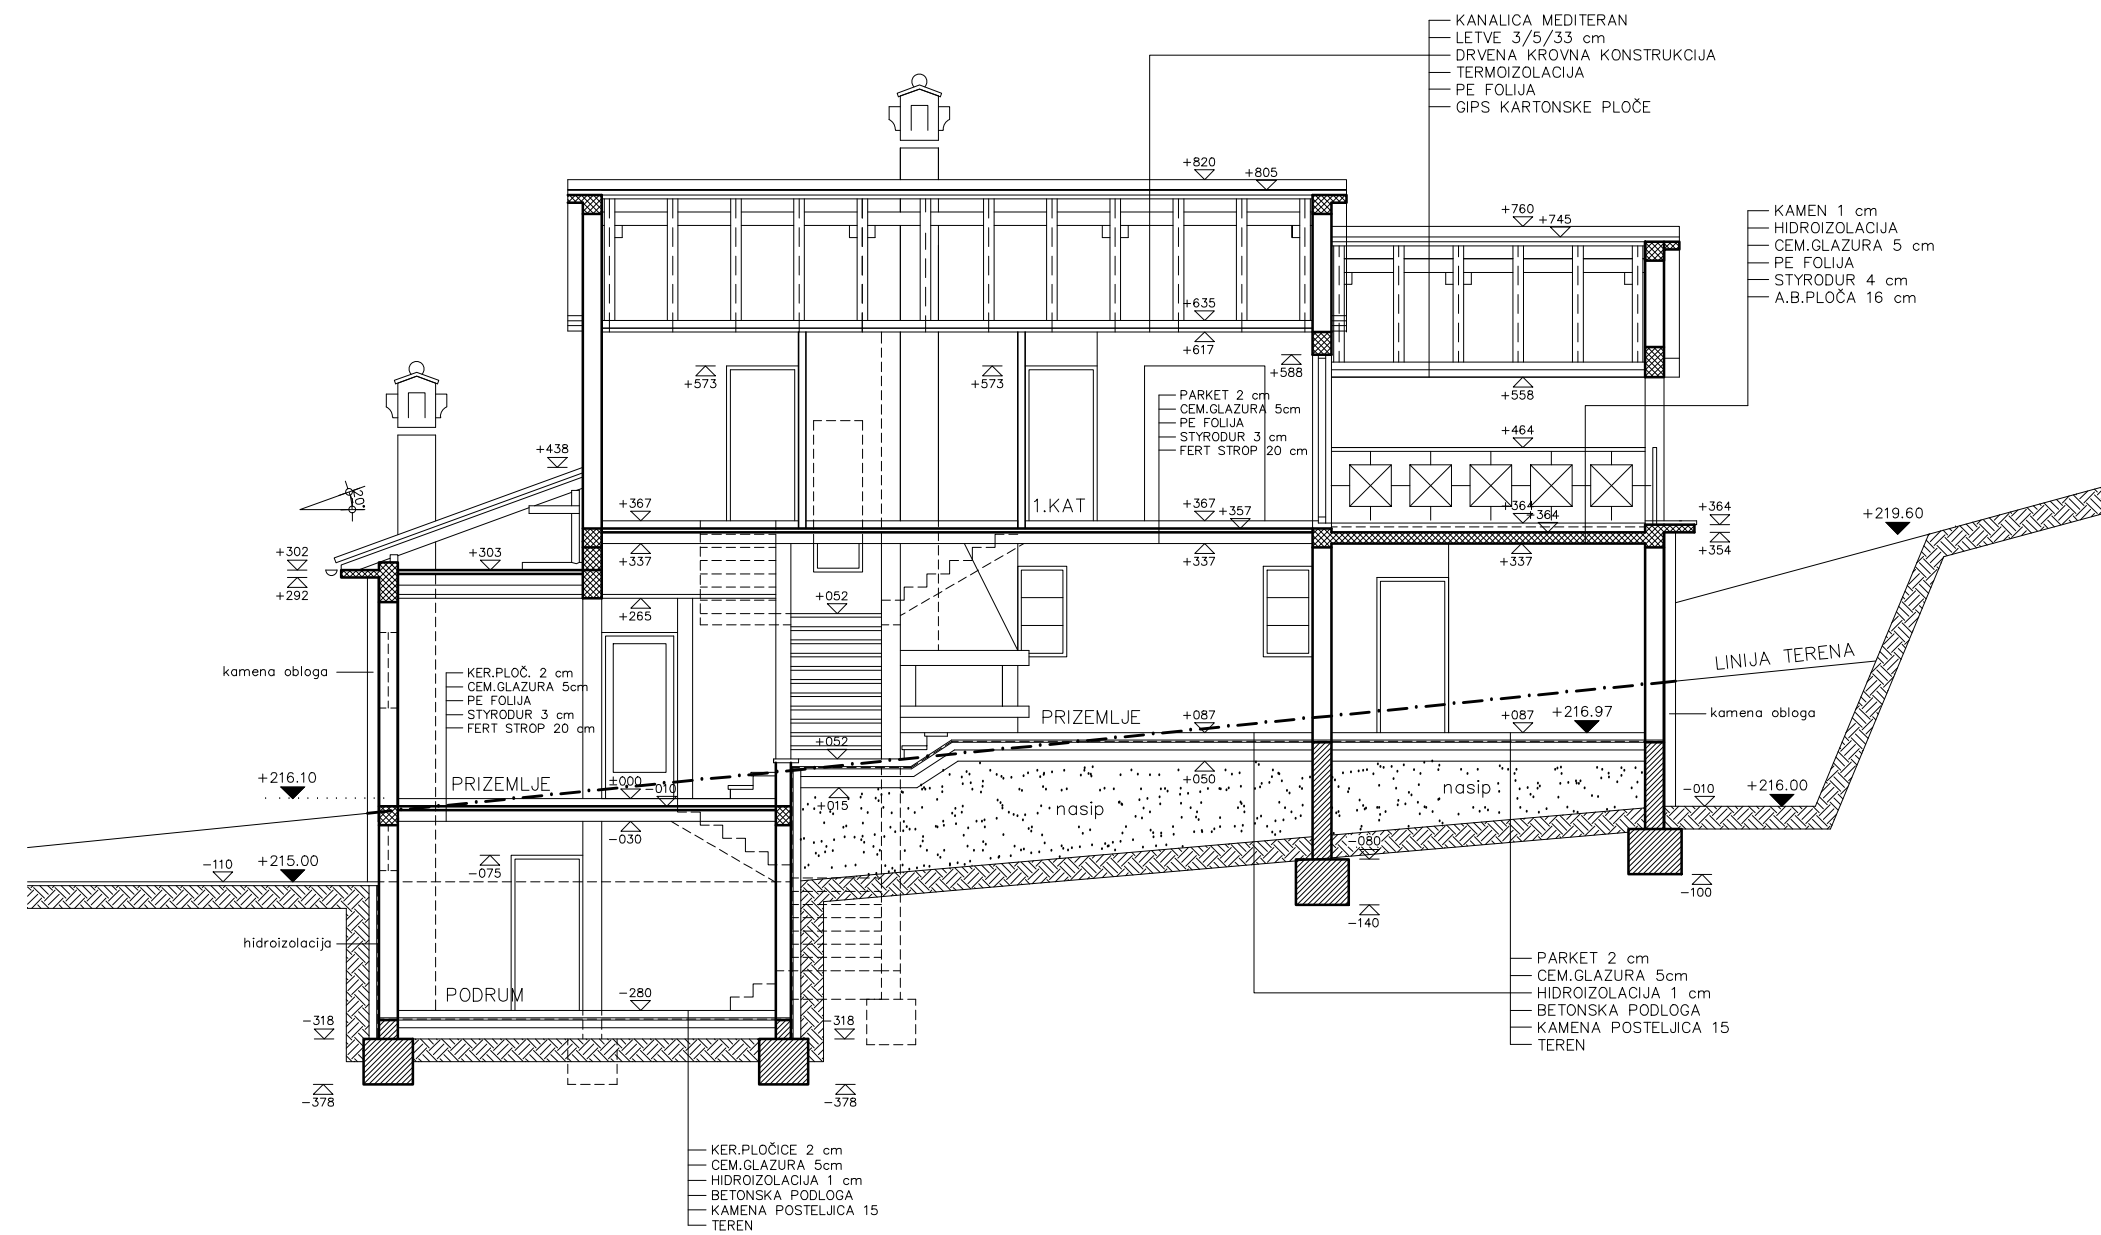 KANALICA MEDITERAN
LETVE 3/5/33 cm
DRVENA KROVNA KONSTRUKCIJA
TERMOIZOLACIJA
PE FOLIJA
GIPS KARTONSKE PLOČE
+820
+805
+760
+745
KAMEN 1 cm
HIDROIZOLACIJA
CEM.GLAZURA 5 cm
PE FOLIJA
STYRODUR 4 cm
A.B.PLOČA 16 cm
+635
+617
+588
+573
+573
+558
PARKET 2 cm
CEM.GLAZURA 5cm
PE FOLIJA
STYRODUR 3 cm
FERT STROP 20 cm
+438
+464
20°
+367
1.KAT
+367
+357
+364
+364
+364
+354
+219.60
+302
+292
+303
+337
+337
+337
+265
+052
kamena obloga
KER.PLOČ. 2 cm
CEM.GLAZURA 5cm
PE FOLIJA
STYRODUR 3 cm
FERT STROP 20 cm
LINIJA TERENA
PRIZEMLJE
+087
+087
+216.97
kamena obloga
+052
+216.10
PRIZEMLJE
±000
-010
+015
+050
nasip
nasip
-010
+216.00
-030
-110
+215.00
-075
-080
-100
-140
hidroizolacija
PODRUM
-280
-318
-318
-378
-378
PARKET 2 cm
CEM.GLAZURA 5cm
HIDROIZOLACIJA 1 cm
BETONSKA PODLOGA
KAMENA POSTELJICA 15
TEREN
KER.PLOČICE 2 cm
CEM.GLAZURA 5cm
HIDROIZOLACIJA 1 cm
BETONSKA PODLOGA
KAMENA POSTELJICA 15
TEREN